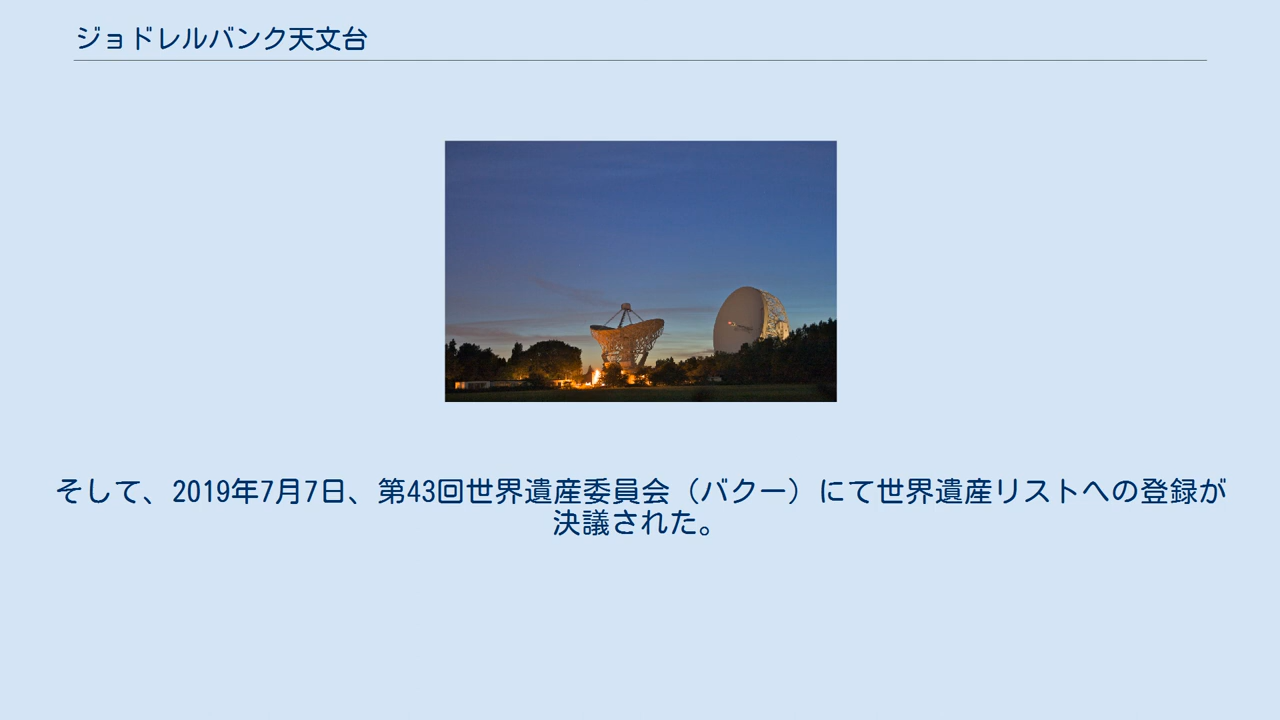 ジョドレルバンク天文台
そして、2019年7月7日、第43回世界遺産委員会（バクー）にて世界遺産リストへの登録が
決議された。